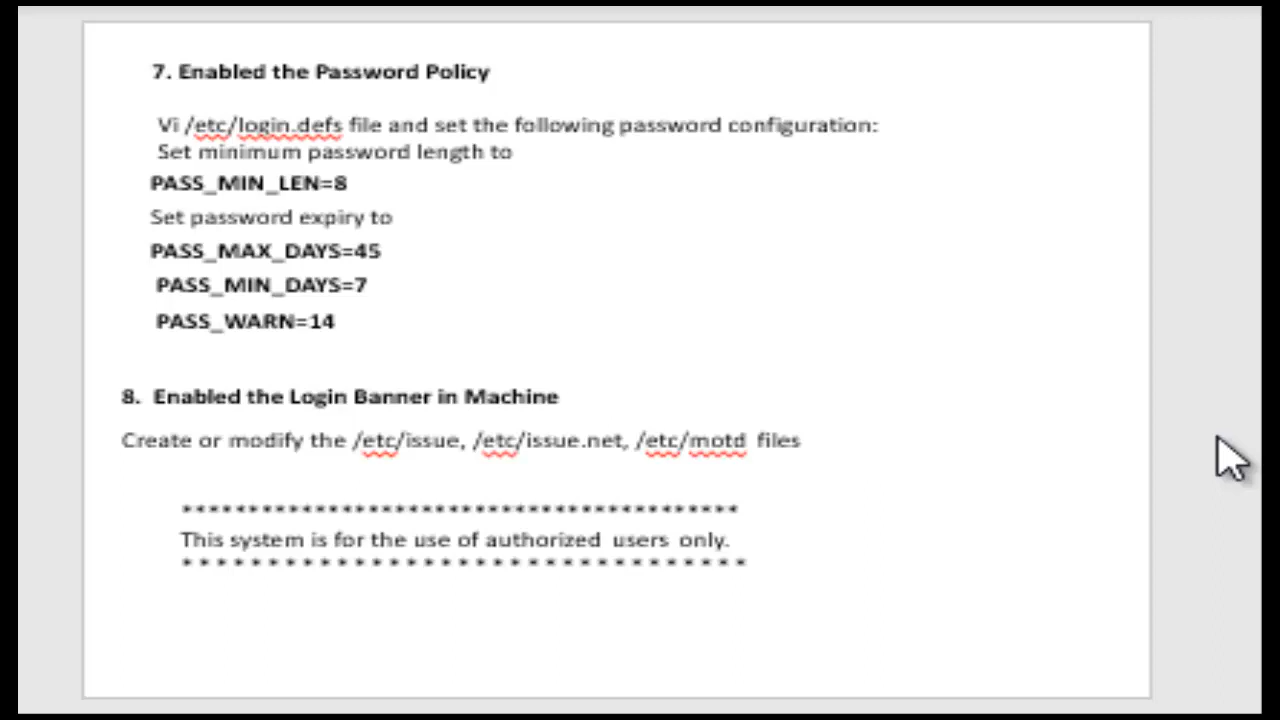 7. Enabled the Password Policy
Vi /etc/login.defs file and set the following password configuration:
Set minimum password length to
PASS_MIN_LEN=8
Set password expiry to
PASS_MAX_DAYS=45
PASS_MIN_DAYS=7
PASS_WARN=14
8. Enabled the Login Banner in Machine
Create or modify the /etc/issue, /etc/issue.net, /etc/motd files
******************************************
This system is for the use of authorized users only.
* * * * * * * * * * * * * * * * * * * * * * * * * * * * * * * * *